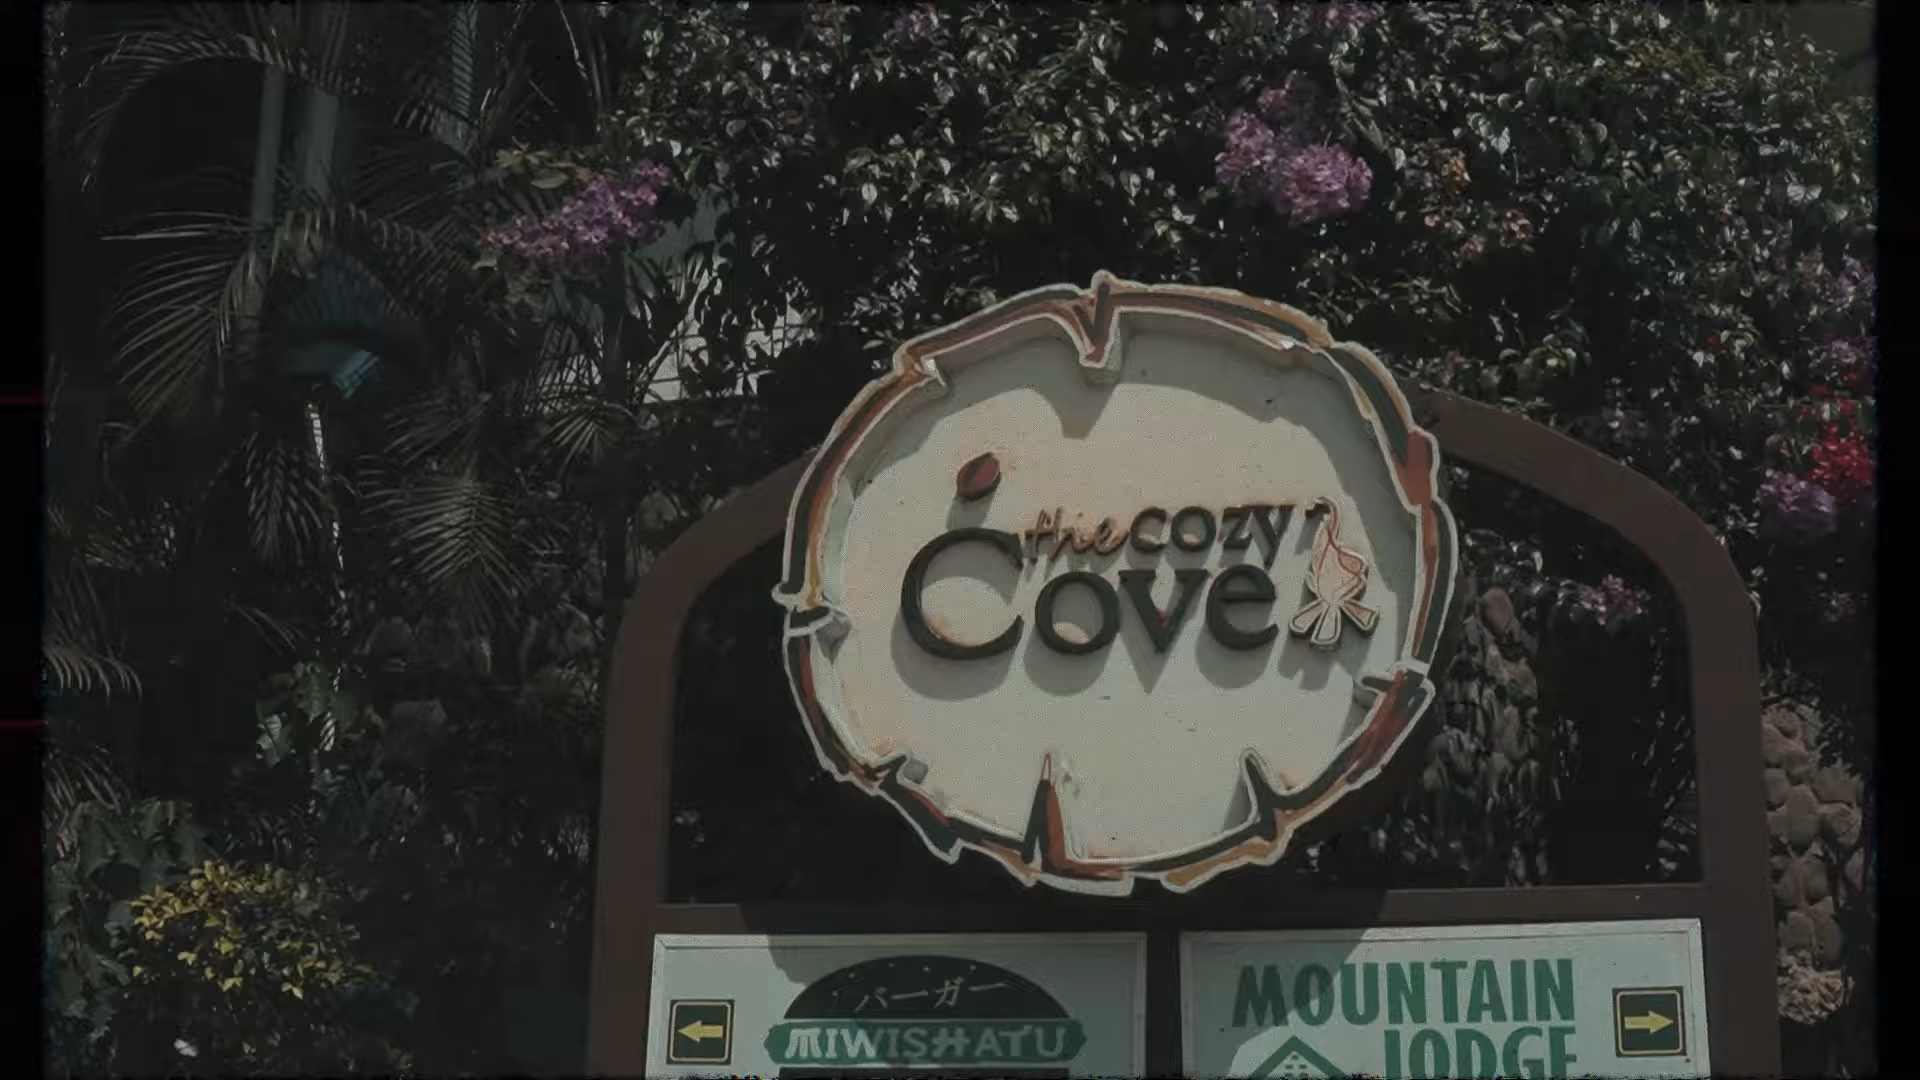 the cozy
Cove
バーガー
MIWISHATU
MOUNTAIN
LODGE